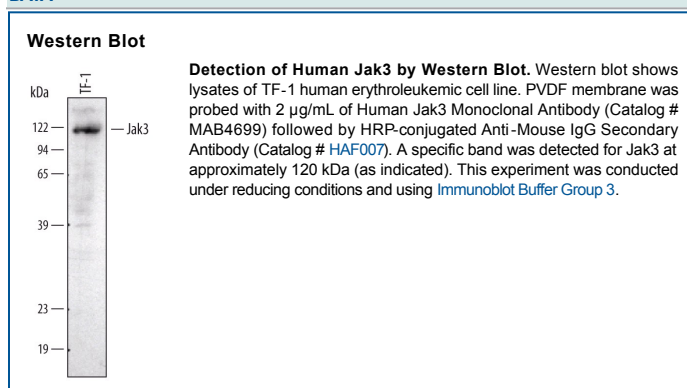 Western Blot
Detection of Human Jak3 by Western Blot. Western blot shows
lysates of TF-1 human erythroleukemic cell line. PVDF membrane was
probed with 2 µg/mL of Human Jak3 Monoclonal Antibody (Catalog #
MAB4699) followed by HRP-conjugated Anti-Mouse IgG Secondary
Antibody (Catalog # HAF007). A specific band was detected for Jak3 at
approximately 120 kDa (as indicated). This experiment was conducted
under reducing conditions and using Immunoblot Buffer Group 3.
kDa
TF-1
122
Jak3
94
65
39
23
19